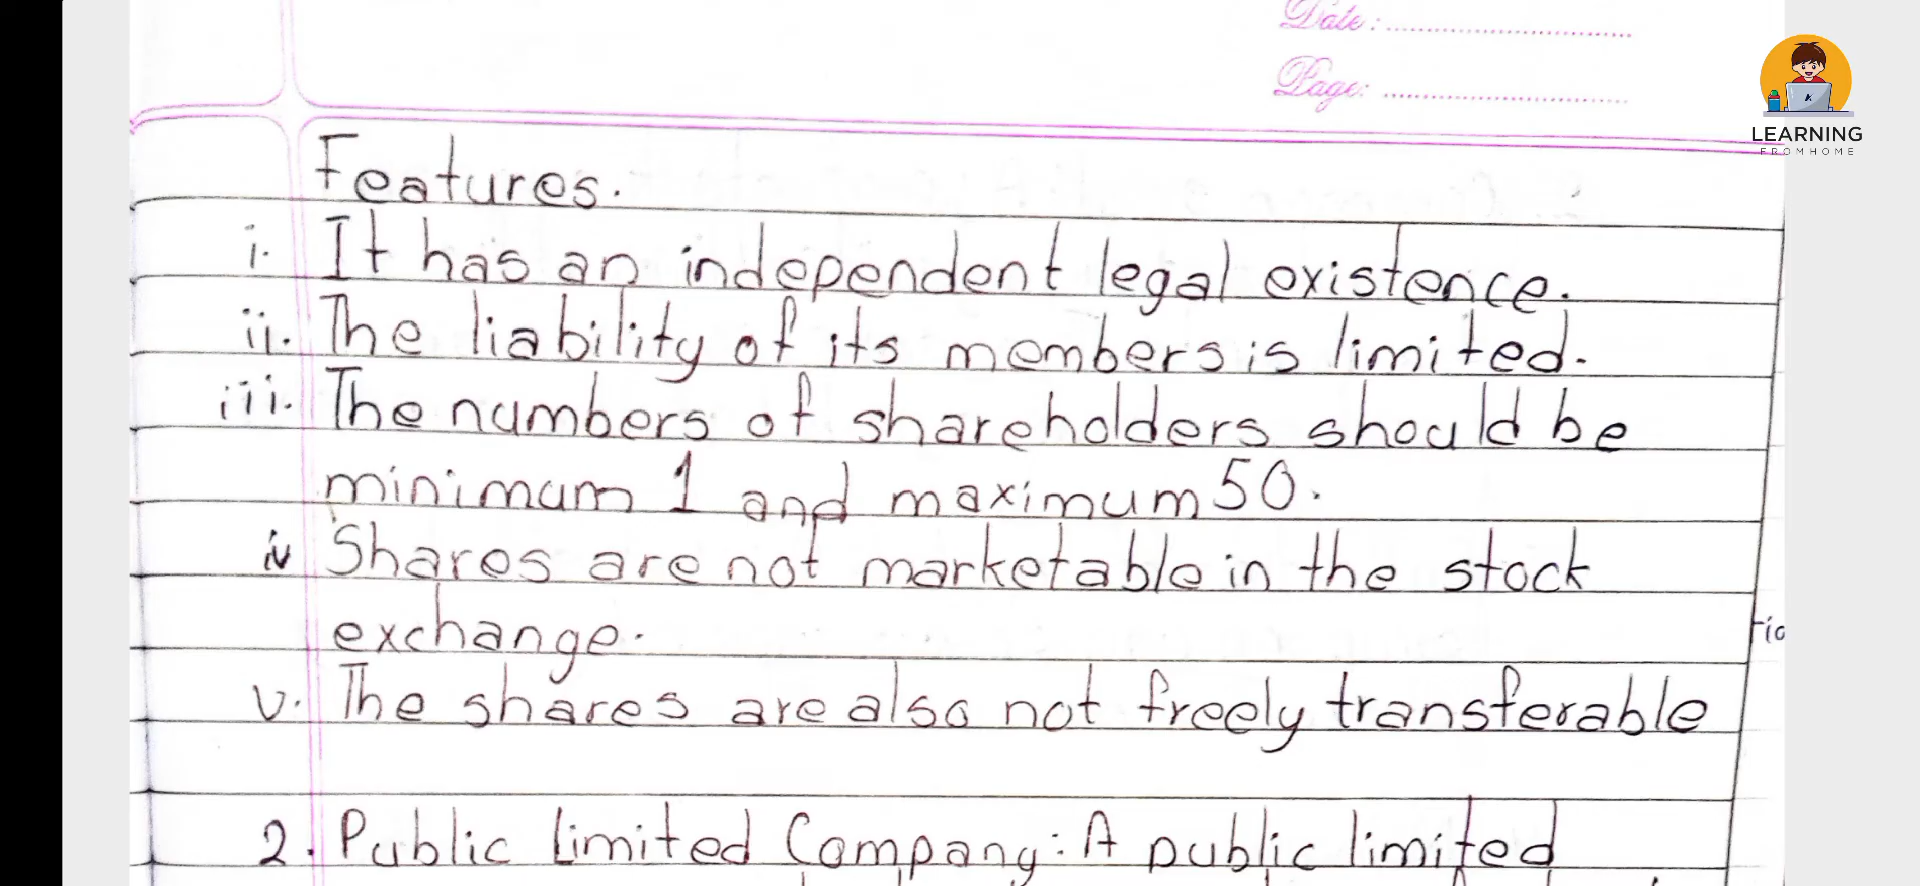 Date:
Page:
LEARNING
FROMHOME
Features.
i. It has an independent legal existence.
ii. The liability of its members is limited.
iii. The numbers of shareholders should be
minimum 1 and maximum 50.
iv Shares are not marketable in the stock
exchange.
v. The shares are also not freely transferable
2. Public Limited Company: A public limited